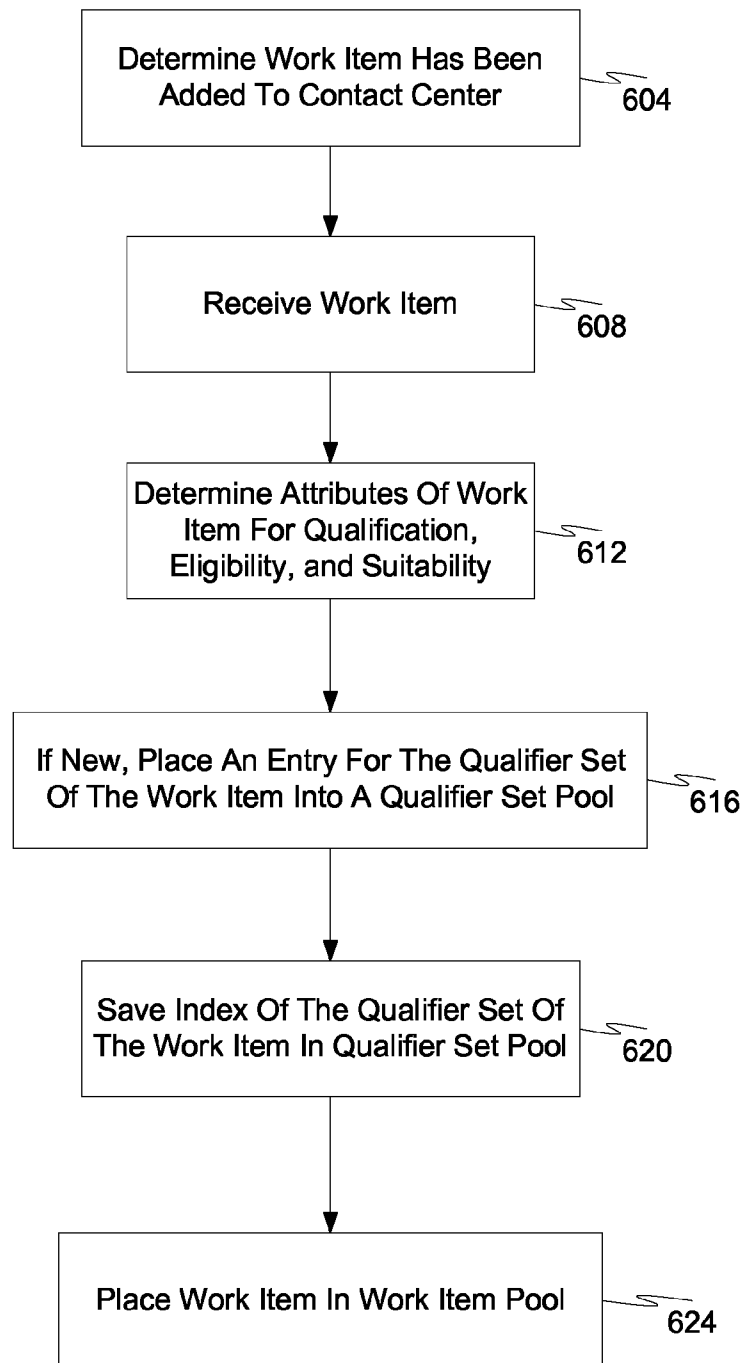 Determine Work Item Has Been
Added To Contact Center
604
Receive Work Item
608
Determine Attributes Of Work
Item For Qualification,
Eligibility, and Suitability
612
If New, Place An Entry For The Qualifier Set
Of The Work Item Into A Qualifier Set Pool
616
Save Index Of The Qualifier Set Of
The Work Item In Qualifier Set Pool
620
Place Work Item In Work Item Pool
624